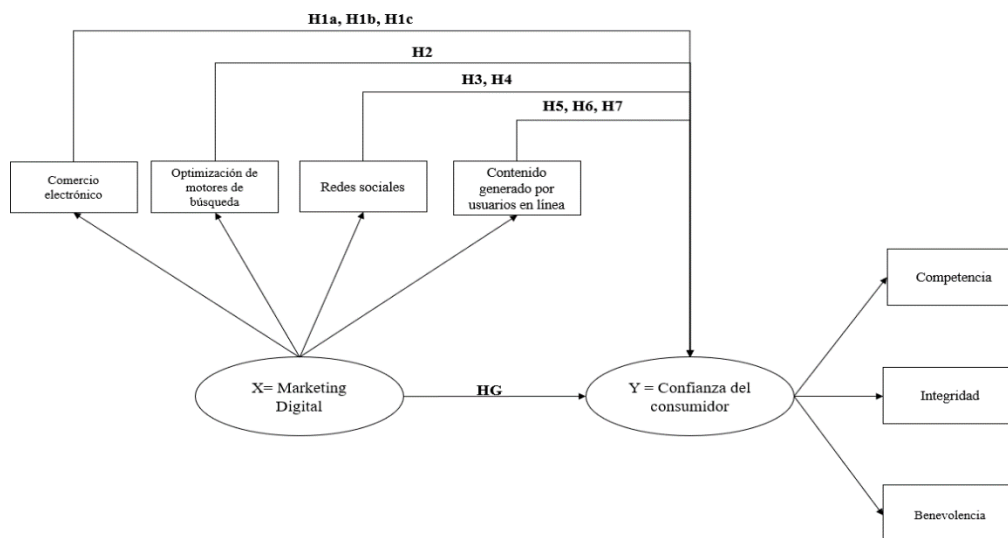 H1a, H1b, H1c
H2
H3, H4
H5, H6, H7
Comercio
electrónico
Optimización de
motores de
búsqueda
Redes sociales
Contenido
generado por
usuarios en línea
Competencia
X= Marketing
Digital
HG
Y = Confianza del
consumidor
Integridad
Benevolencia